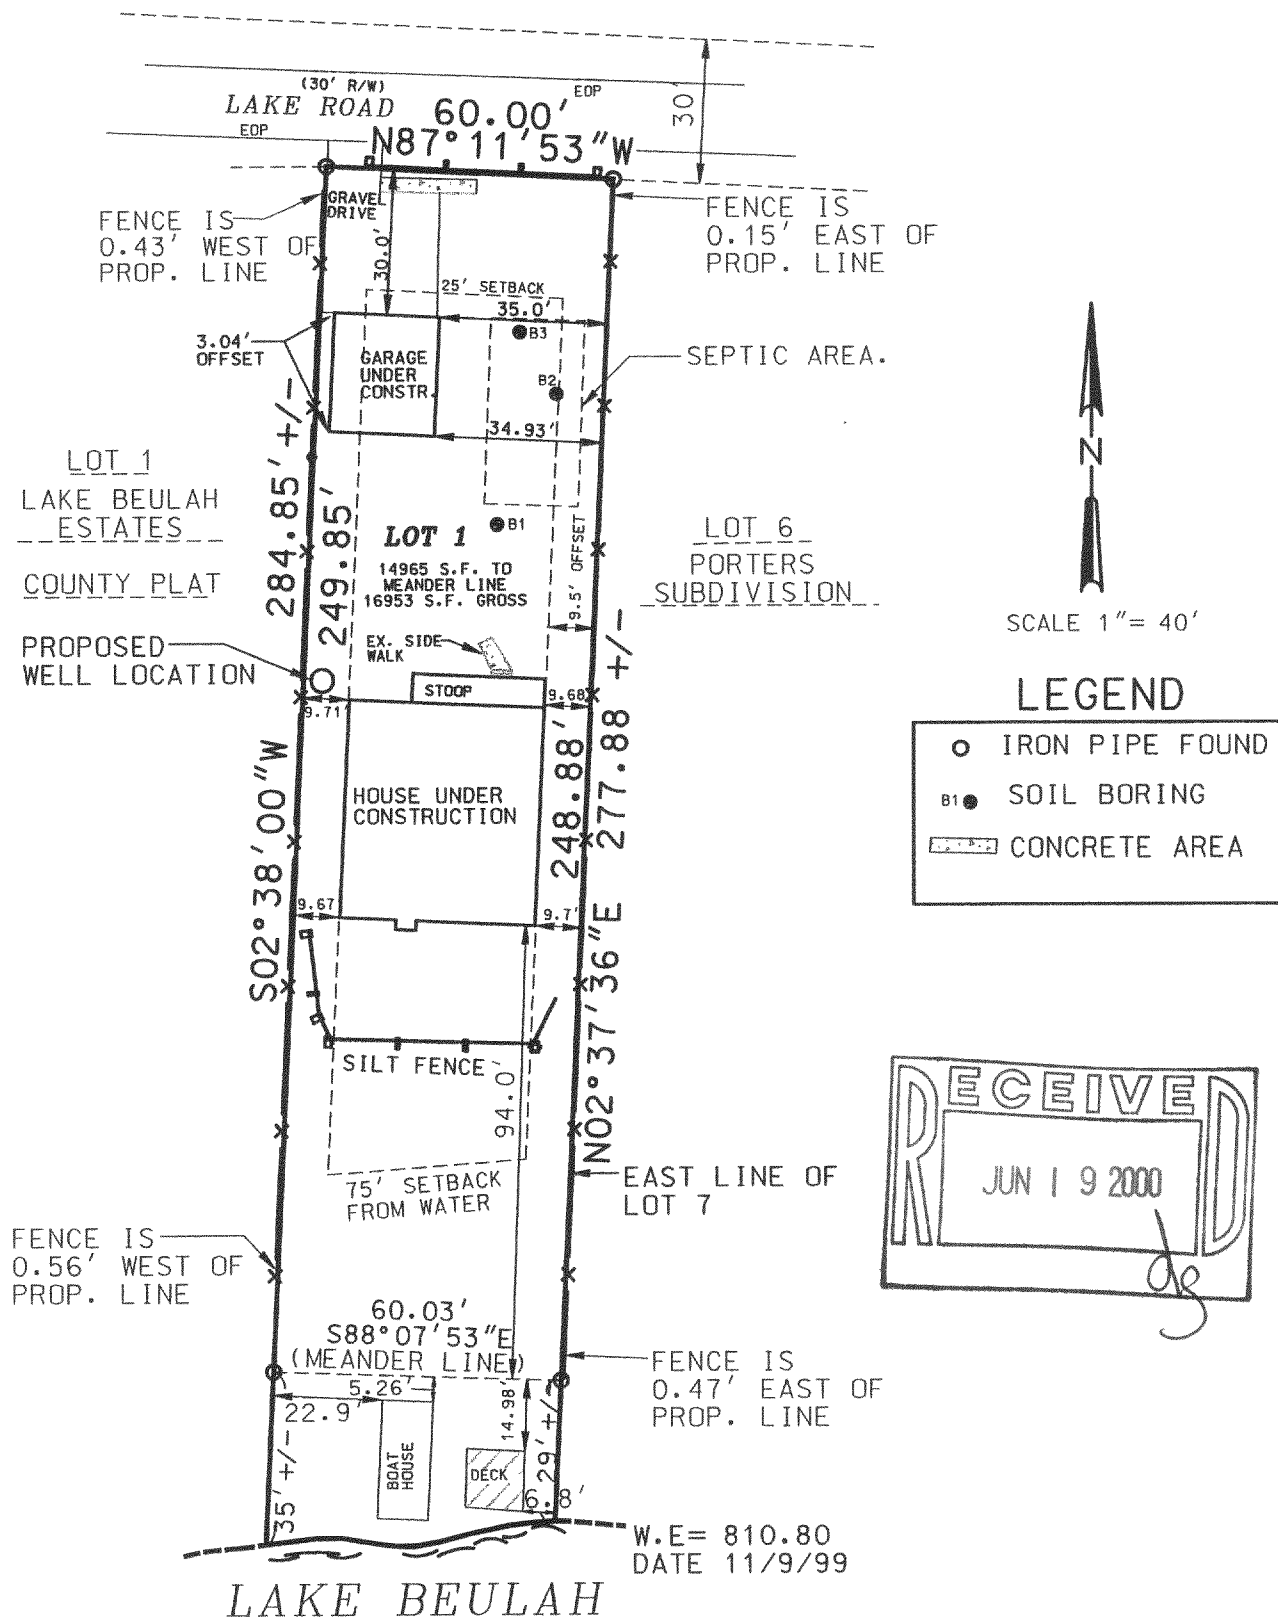 (30' R/W)
LAKE ROAD
EOP
EOP
60.00'
N87°11'53"W
30'
GRAVEL
DRIVE
FENCE IS
0.43' WEST OF
PROP. LINE
FENCE IS
0.15' EAST OF
PROP. LINE
30.0'
25' SETBACK
35.0'
B3
3.04'
OFFSET
GARAGE
UNDER
CONSTR.
B2
SEPTIC AREA.
34.93'
LOT 1
LAKE BEULAH
ESTATES
COUNTY PLAT
284.85' +/-
249.85'
LOT 1
14965 S.F. TO
MEANDER LINE
16953 S.F. GROSS
B1
9.5' OFFSET
LOT 6
PORTERS
SUBDIVISION
N
SCALE 1"= 40'
PROPOSED
WELL LOCATION
EX. SIDE
WALK
STOOP
9.71'
9.68'
LEGEND
IRON PIPE FOUND
B1 SOIL BORING
CONCRETE AREA
S02°38'00"W
HOUSE UNDER
CONSTRUCTION
248.88'
277.88 +/-
9.67
9.7'
N02°37'36"E
SILT FENCE
94.0'
75' SETBACK
FROM WATER
EAST LINE OF
LOT 7
RECEIVED
JUN 19 2000
FENCE IS
0.56' WEST OF
PROP. LINE
60.03'
S88°07'53"E
(MEANDER LINE)
FENCE IS
0.47' EAST OF
PROP. LINE
5.26'
22.9'
14.98'
35' +/-
BOAT
HOUSE
DECK
29' +/-
6.8'
W.E= 810.80
DATE 11/9/99
LAKE BEULAH